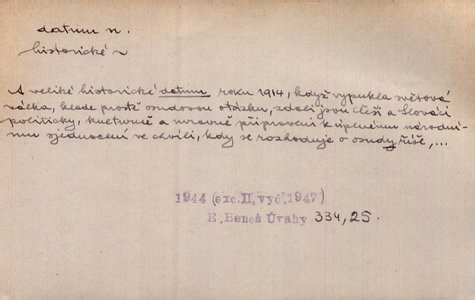 datum n.
historické ~
A veliké historické datum roku 1914, když vypukla světová
válka, klade prostě osudovou otázku, zdali jsou Češi a Slováci
politicky, kulturně a mravně připraveni k úplnému národní-
mu sjednocení ve chvíli, kdy se rozhoduje o osudy říše,...
1944 (exc.II,vyd.1947)
E. Beneš Úvahy 334,25.